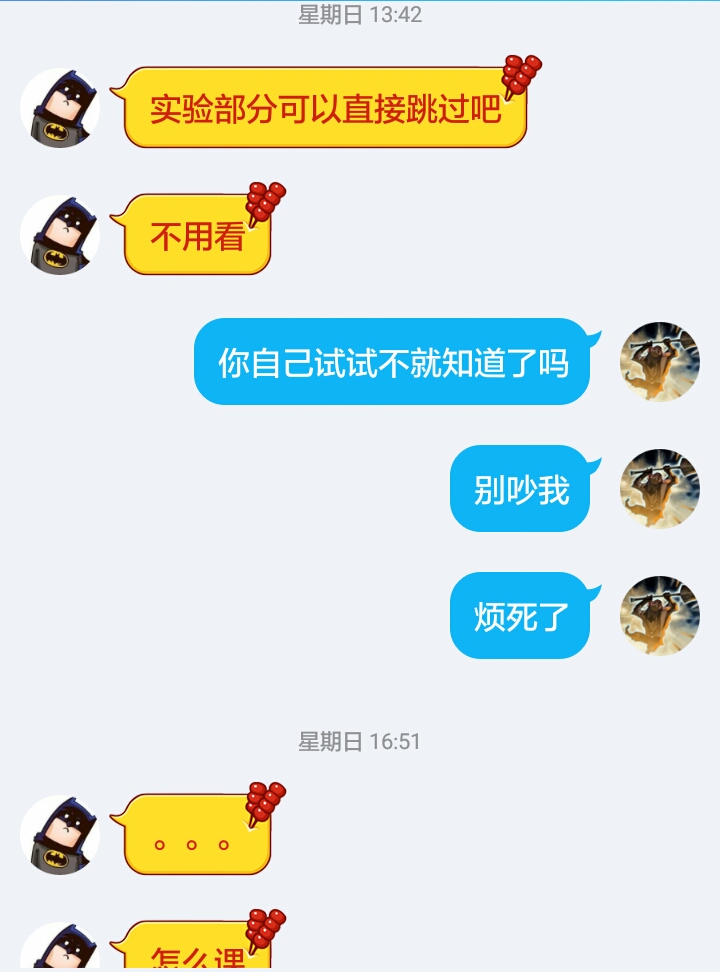 星期日 13:42
实验部分可以直接跳过吧
不用看
你自己试试不就知道了吗
别吵我
烦死了
星期日 16:51
。。。
怎么课